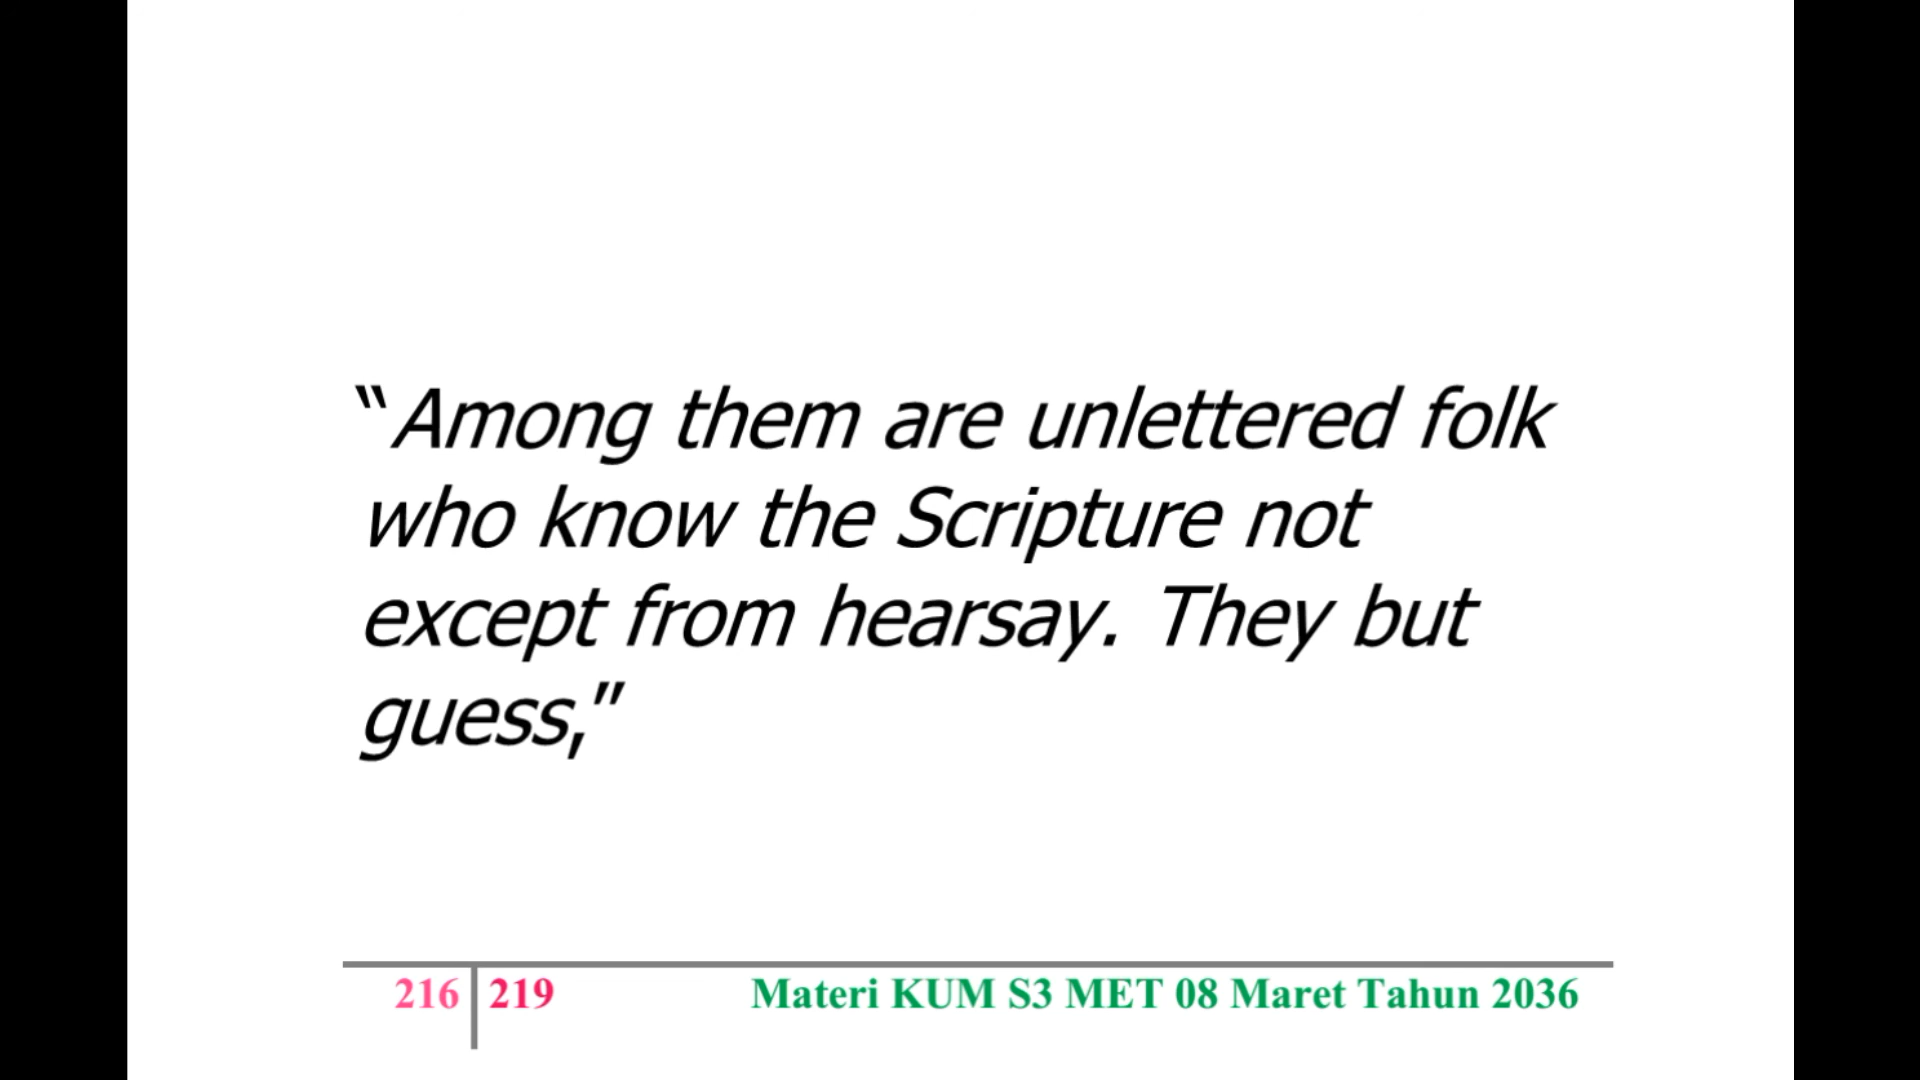 “Among them are unlettered folk
who know the Scripture not
except from hearsay. They but
guess,”
216 219 Materi KUM S3 MET 08 Maret Tahun 2036